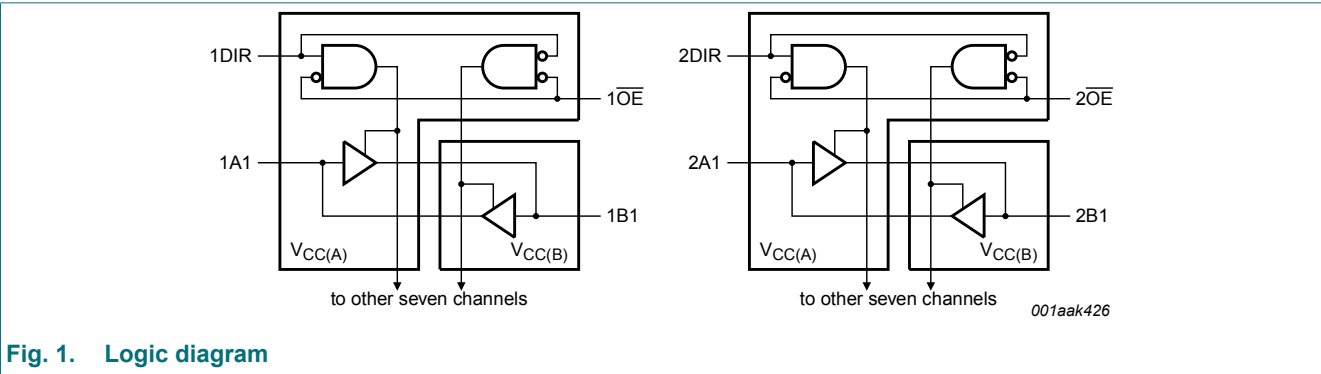 1DIR
1OE
1A1
1B1
VCC(A)
VCC(B)
to other seven channels
2DIR
2OE
2A1
2B1
VCC(A)
VCC(B)
to other seven channels
001aak426
Fig. 1. Logic diagram